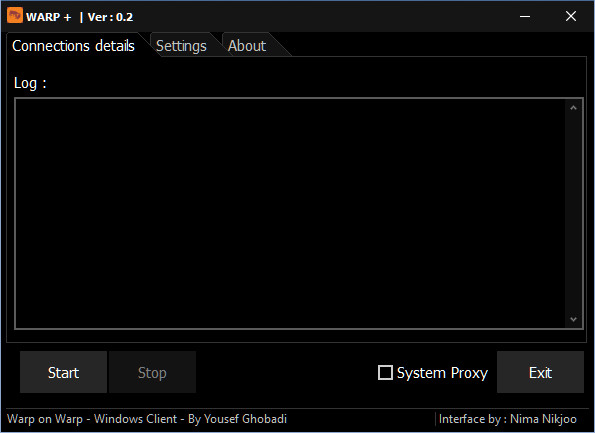 WARP + | Ver : 0.2
Connections details Settings About
Log :
Start Stop System Proxy Exit
Warp on Warp - Windows Client - By Yousef Ghobadi Interface by : Nima Nikjoo